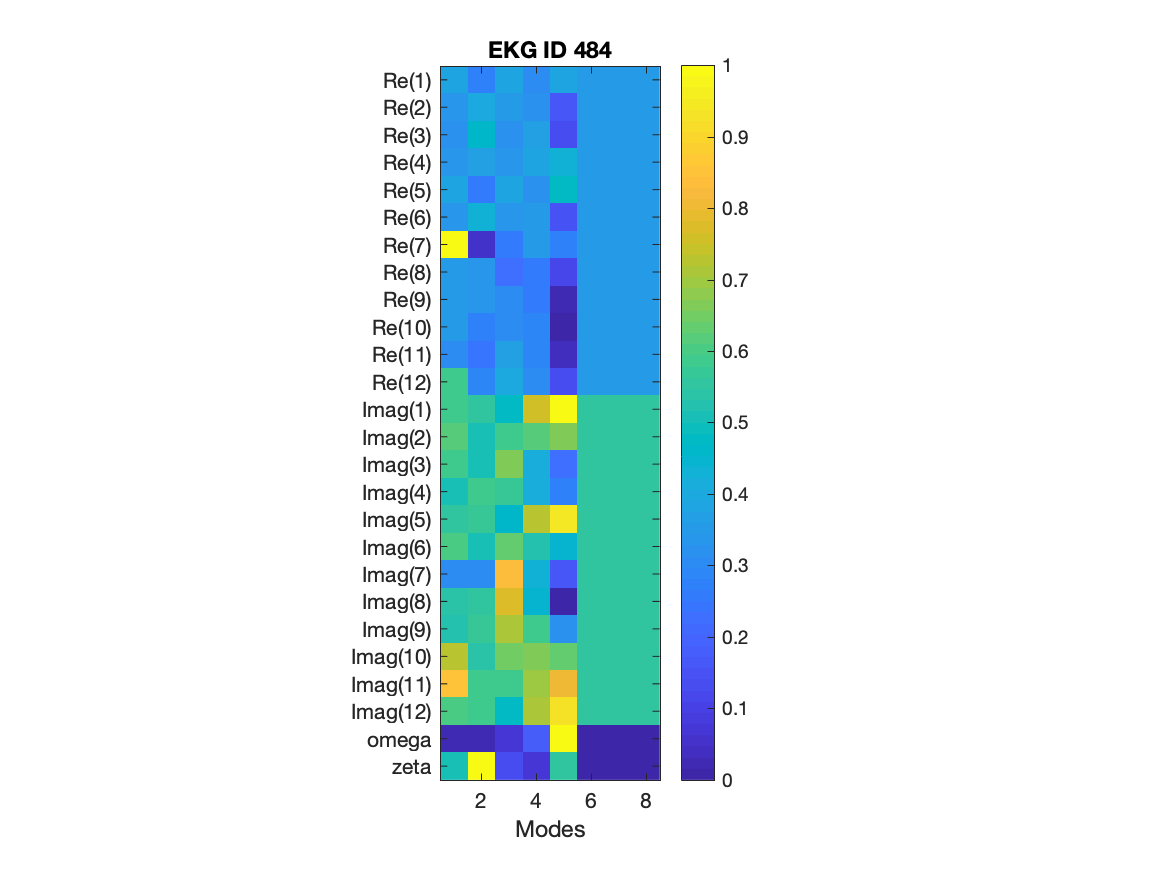 EKG ID 484
Re(1)
Re(2)
Re(3)
Re(4)
Re(5)
Re(6)
Re(7)
Re(8)
Re(9)
Re(10)
Re(11)
Re(12)
Imag(1)
Imag(2)
Imag(3)
Imag(4)
Imag(5)
Imag(6)
Imag(7)
Imag(8)
Imag(9)
Imag(10)
Imag(11)
Imag(12)
omega
zeta
2 4 6 8
Modes
1
0.9
0.8
0.7
0.6
0.5
0.4
0.3
0.2
0.1
0